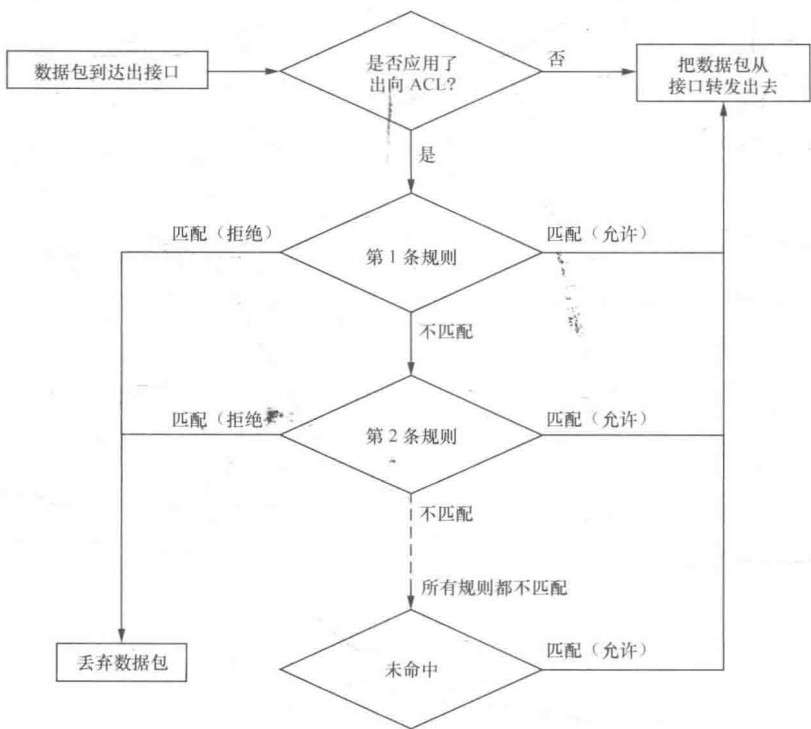 数据包到达出接口
是否应用了
出向 ACL?
否
把数据包从
接口转发出去
是
匹配（拒绝）
第 1 条规则
匹配（允许）
不匹配
匹配（拒绝
第 2 条规则
匹配（允许）
不匹配
所有规则都不匹配
丢弃数据包
未命中
匹配（允许）